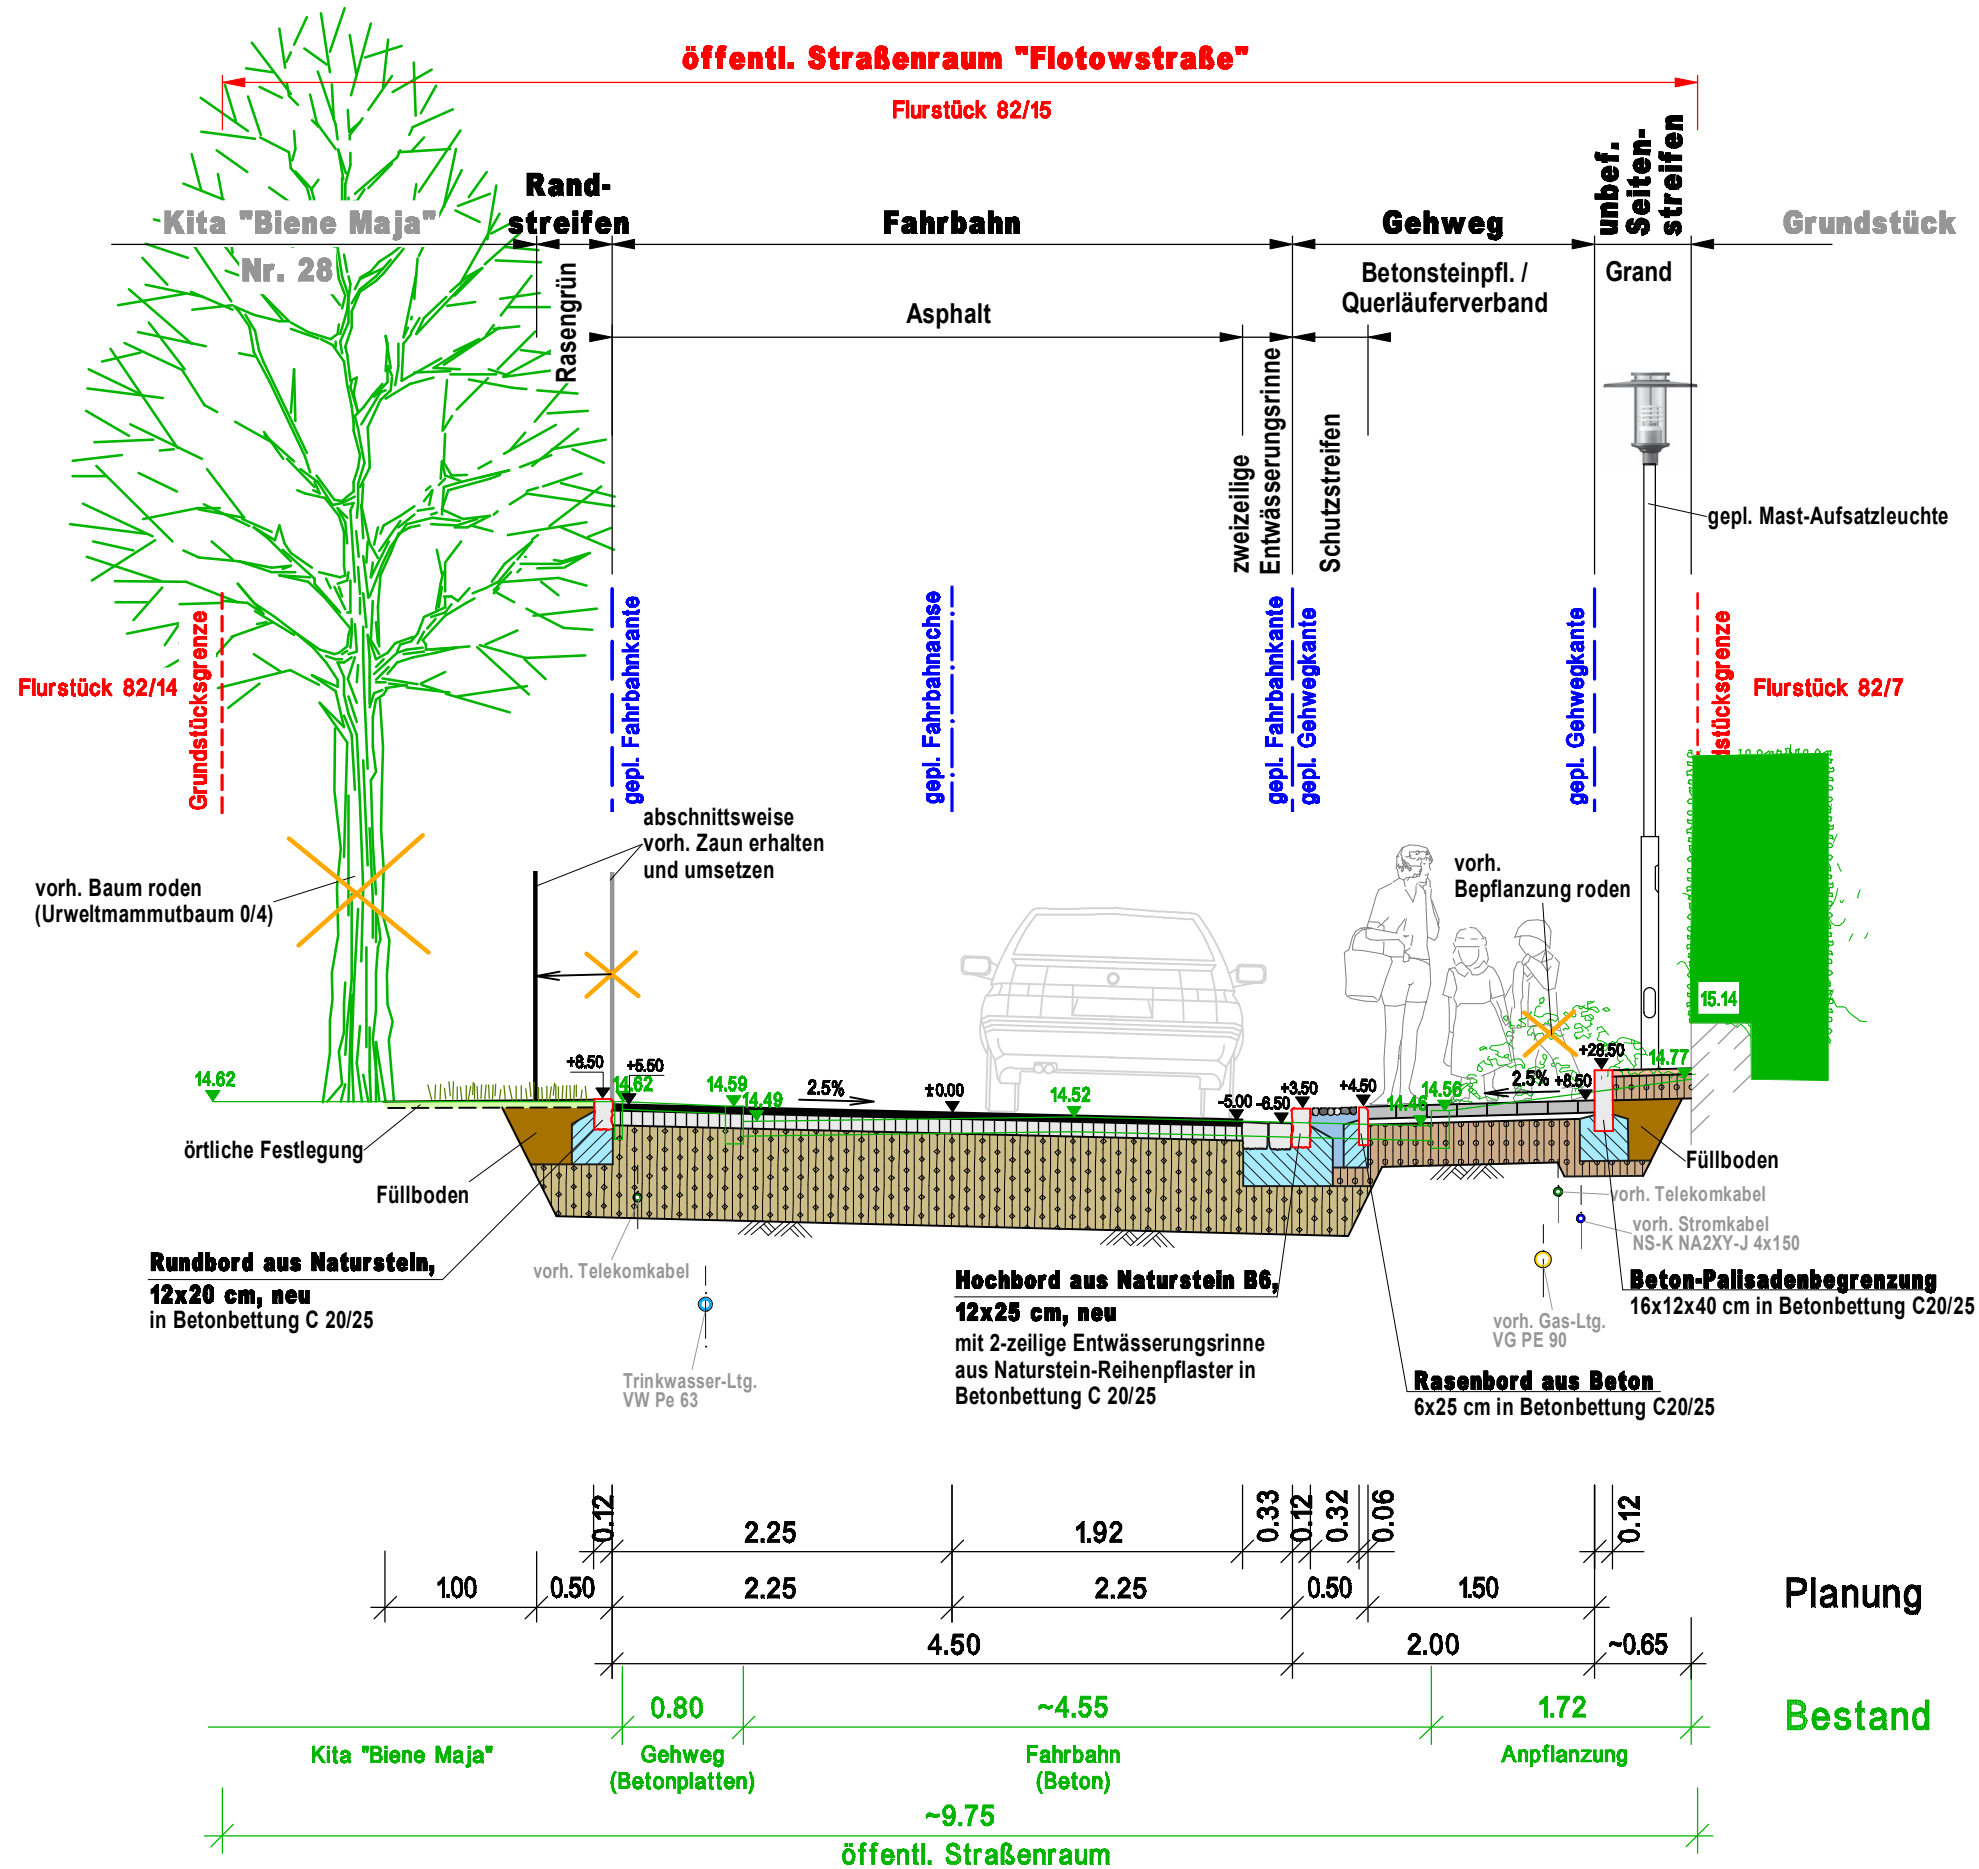 öffentl. Straßenraum "Flotowstraße"
Flurstück 82/15
Kita "Biene Maja"
Nr. 28
Rand-
streifen
Fahrbahn
Gehweg
unbef.
Seiten-
streifen
Grundstück
Rasengrün
Asphalt
Betonsteinpfl. /
Querläuferverband
Grand
zweizeilige
Entwässerungsrinne
Schutzstreifen
gepl. Mast-Aufsatzleuchte
Flurstück 82/14
Grundstücksgrenze
gepl. Fahrbahnkante
gepl. Fahrbahnachse
gepl. Fahrbahnkante
gepl. Gehwegkante
gepl. Gehwegkante
stücksgrenze
Flurstück 82/7
abschnittsweise
vorh. Zaun erhalten
und umsetzen
vorh. Baum roden
(Urweltmammutbaum 0/4)
vorh.
Bepflanzung roden
15.14
14.62
+8.50
+5.50
14.62
14.59
14.49
2.5%
±0.00
14.52
-5.00
-6.50
+3.50
+4.50
14.46
14.56
2.5%
+8.50
+28.50
14.77
örtliche Festlegung
Füllboden
Füllboden
vorh. Telekomkabel
vorh. Stromkabel
NS-K NA2XY-J 4x150
Rundbord aus Naturstein,
12x20 cm, neu
in Betonbettung C 20/25
vorh. Telekomkabel
Trinkwasser-Ltg.
VW Pe 63
Hochbord aus Naturstein B6,
12x25 cm, neu
mit 2-zeilige Entwässerungsrinne
aus Naturstein-Reihenpflaster in
Betonbettung C 20/25
vorh. Gas-Ltg.
VG PE 90
Beton-Palisadenbegrenzung
16x12x40 cm in Betonbettung C20/25
Rasenbord aus Beton
6x25 cm in Betonbettung C20/25
0.12
2.25
1.92
0.33
0.12
0.32
0.06
0.12
1.00
0.50
2.25
2.25
0.50
1.50
Planung
4.50
2.00
~0.65
0.80
~4.55
1.72
Bestand
Kita "Biene Maja"
Gehweg
(Betonplatten)
Fahrbahn
(Beton)
Anpflanzung
~9.75
öffentl. Straßenraum